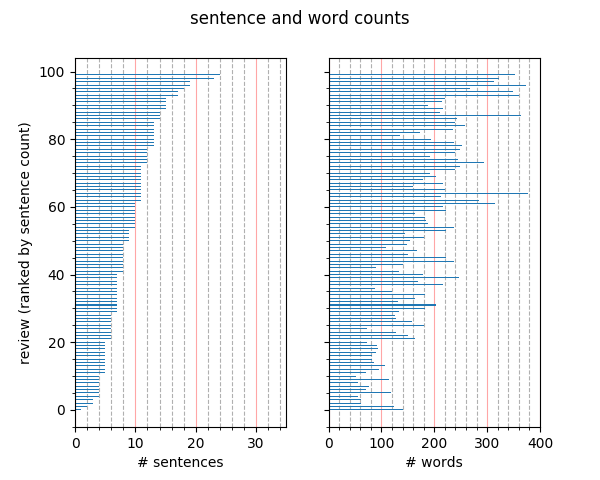 sentence and word counts
review (ranked by sentence count)
100
80
60
40
20
0
0 10 20 30
# sentences
0 100 200 300 400
# words